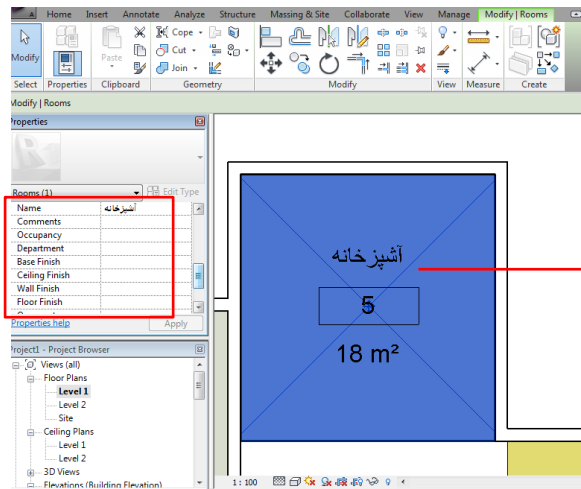 Home Insert Annotate Analyze Structure Massing & Site Collaborate View Manage Modify | Rooms
Modify Paste Cope Cut Join
Select Properties Clipboard Geometry Modify View Measure Create
Modify | Rooms
Properties
Rooms (1) Edit Type
Name آشپزخانه
Comments
Occupancy
Department
Base Finish
Ceiling Finish
Wall Finish
Floor Finish
Properties help Apply
Project1 - Project Browser
Views (all)
Floor Plans
Level 1
Level 2
Site
Ceiling Plans
Level 1
Level 2
3D Views
Elevations (Building Elevation)
آشپزخانه
5
18 m²
1 : 100